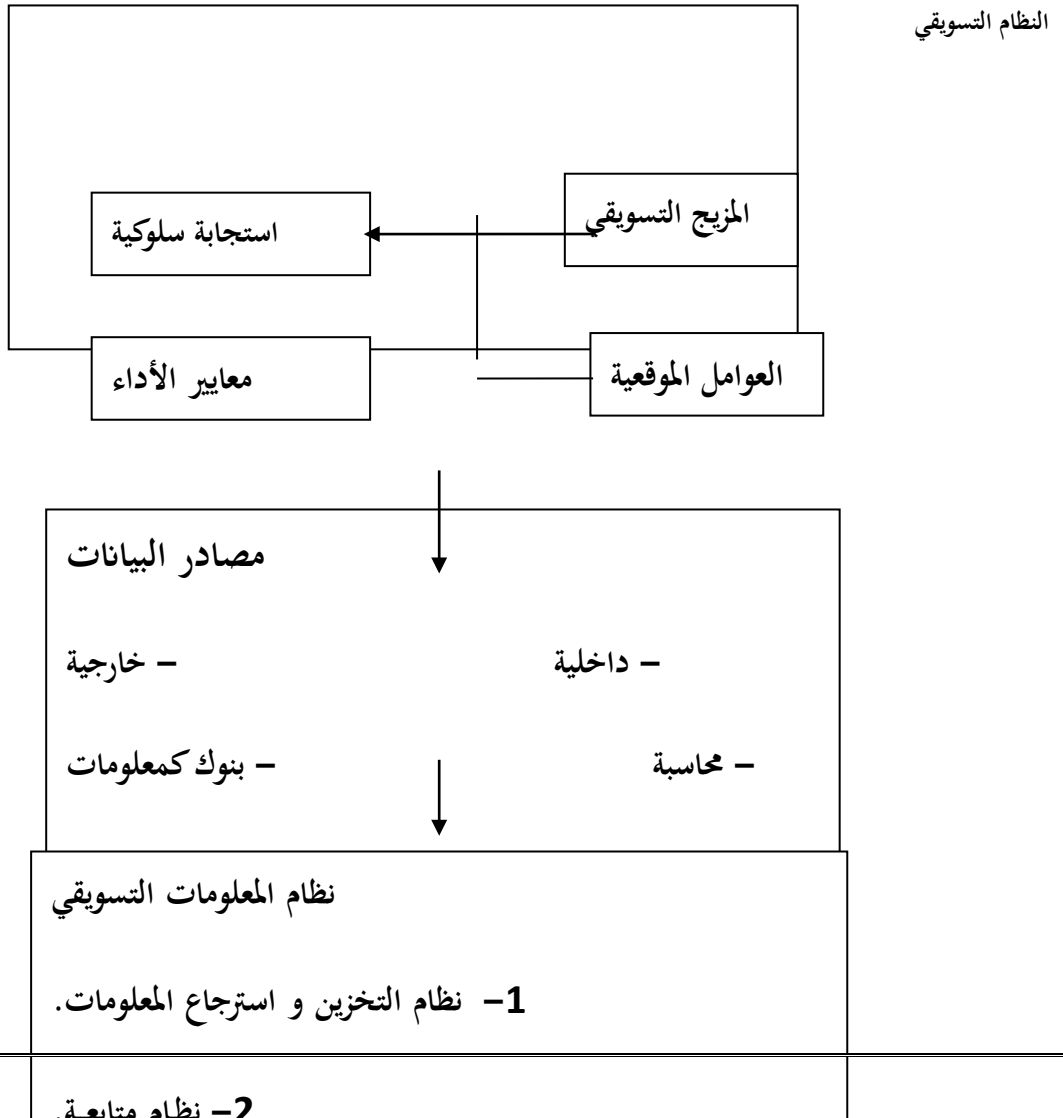 النظام التسويقي
المزيج التسويقي
استجابة سلوكية
العوامل الموقعية
معايير الأداء
مصادر البيانات
– داخلية
– خارجية
– محاسبة
– بنوك كمعلومات
نظام المعلومات التسويقي
1– نظام التخزين و استرجاع المعلومات.
2– نظام متابعة.